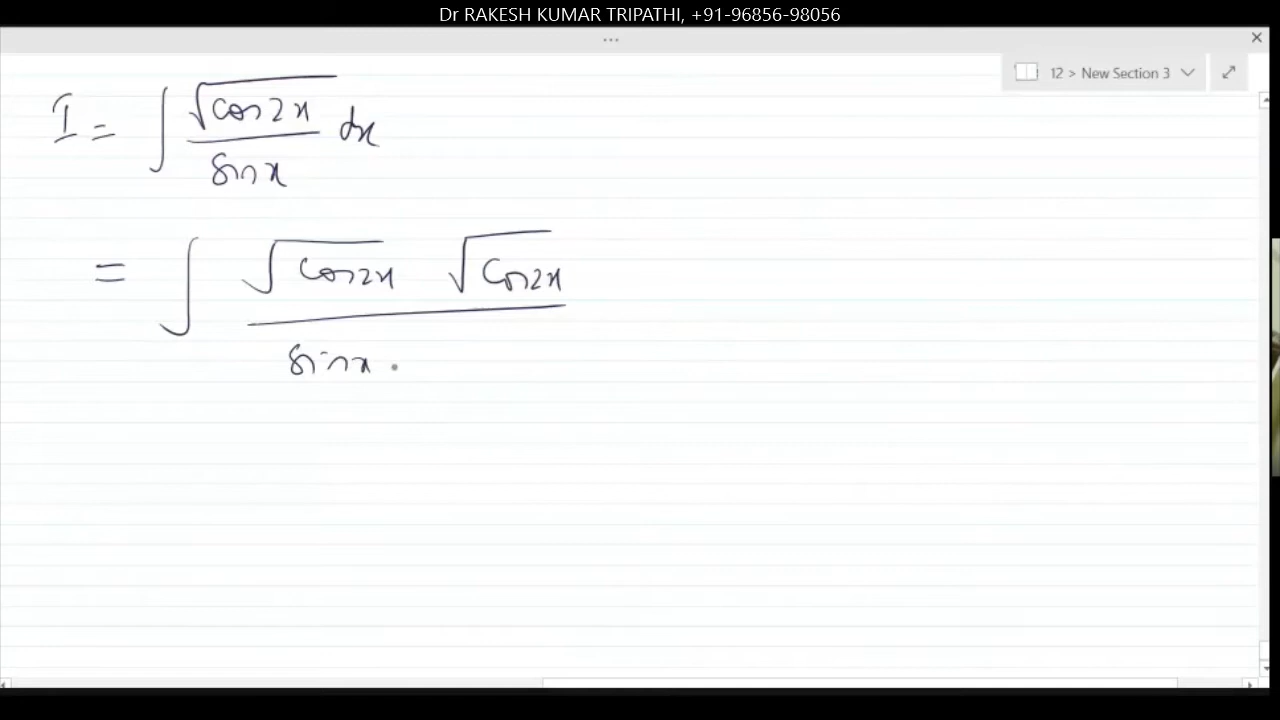 Dr RAKESH KUMAR TRIPATHI, +91-96856-98056
12 > New Section 3
I = ∫ √cos2x / sinx dx
= ∫ √cos2x √cos2x / sinx .